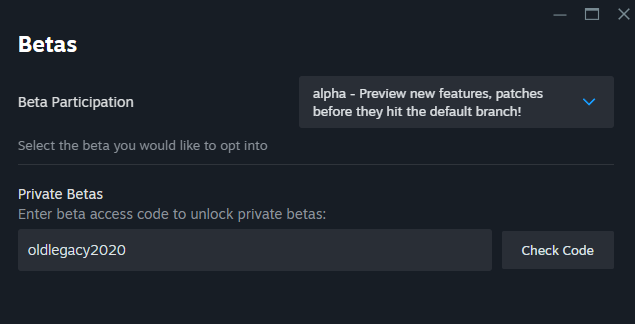 Betas
Beta Participation
alpha - Preview new features, patches
before they hit the default branch!
Select the beta you would like to opt into
Private Betas
Enter beta access code to unlock private betas:
oldlegacy2020
Check Code